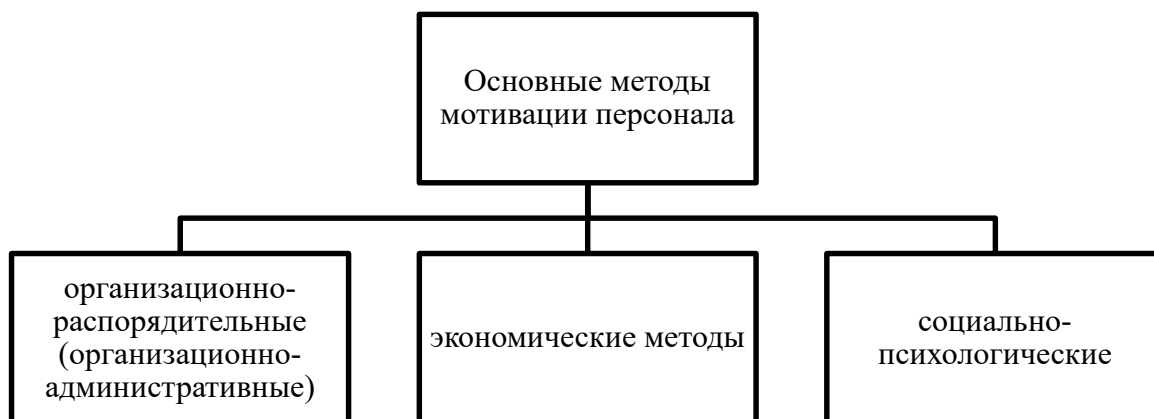 Основные методы
мотивации персонала
организационно-
распорядительные
(организационно-
административные)
экономические методы
социально-
психологические